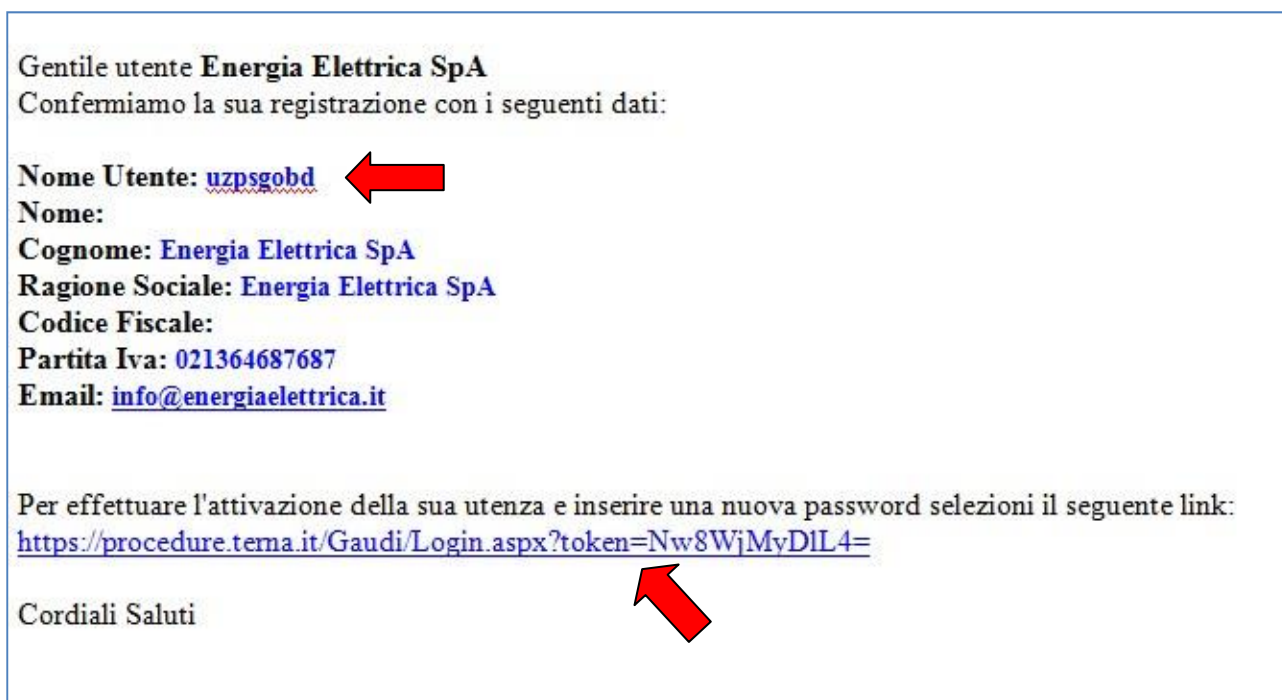 Gentile utente Energia Elettrica SpA
Confermiamo la sua registrazione con i seguenti dati:
Nome Utente: uzpsgobd
Nome:
Cognome: Energia Elettrica SpA
Ragione Sociale: Energia Elettrica SpA
Codice Fiscale:
Partita Iva: 021364687687
Email: info@energiaelettrica.it
Per effettuare l'attivazione della sua utenza e inserire una nuova password selezioni il seguente link:
https://procedure.terna.it/Gaudi/Login.aspx?token=Nw8WjMyDlL4=
Cordiali Saluti